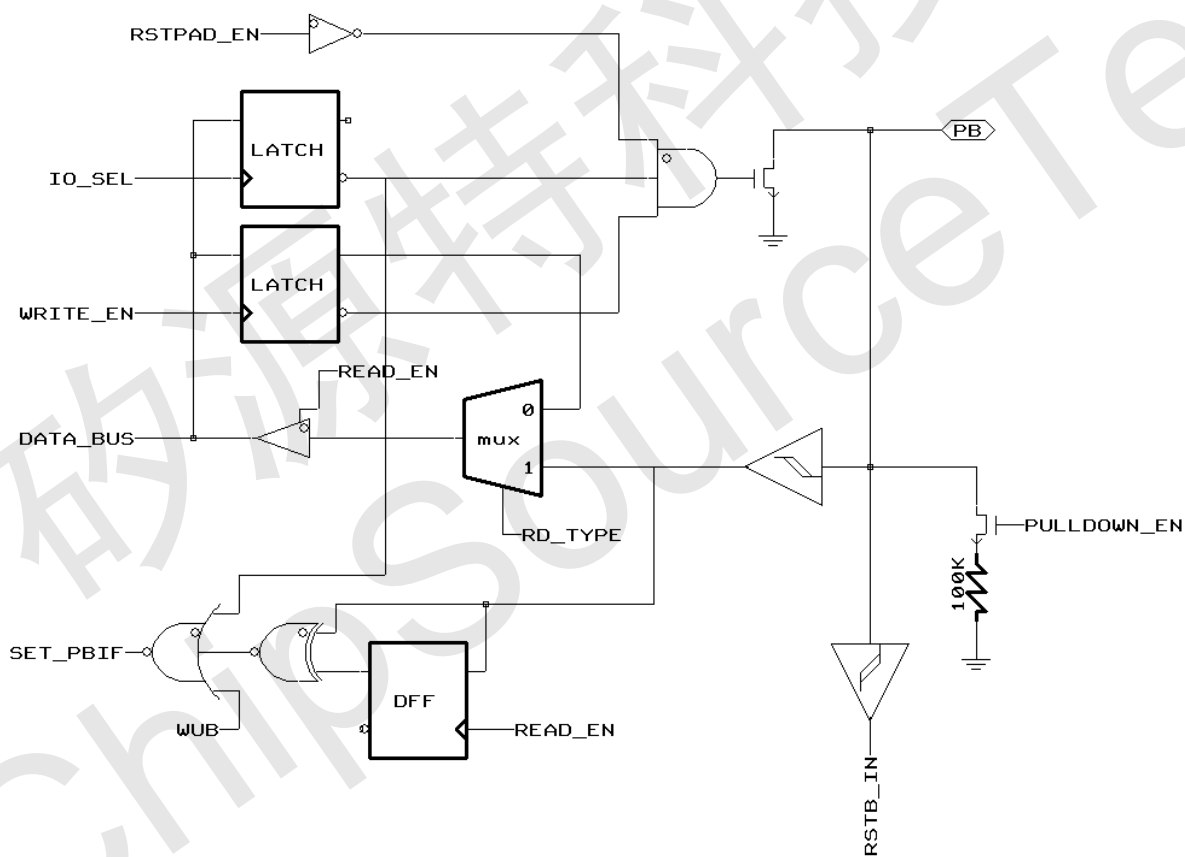 RSTPAD_EN
LATCH
PB
IO_SEL
LATCH
WRITE_EN
READ_EN
0
DATA_BUS
mux
1
RD_TYPE
PULLDOWN_EN
100K
SET_PBIF
DFF
WUB
READ_EN
RSTB_IN
矽源特科技
ChipSourceTe